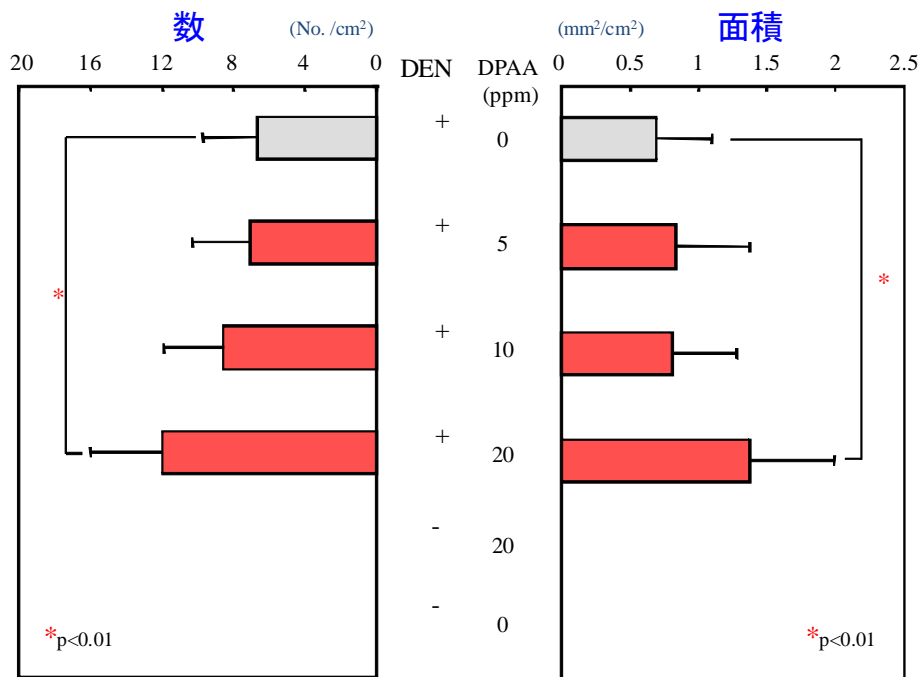 数 (No. /cm²) (mm²/cm²) 面積
20 16 12 8 4 0 DEN DPAA (ppm) 0 0.5 1 1.5 2 2.5
+ 0
+ 5
* *
+ 10
+ 20
- 20
- 0
*p<0.01 *p<0.01